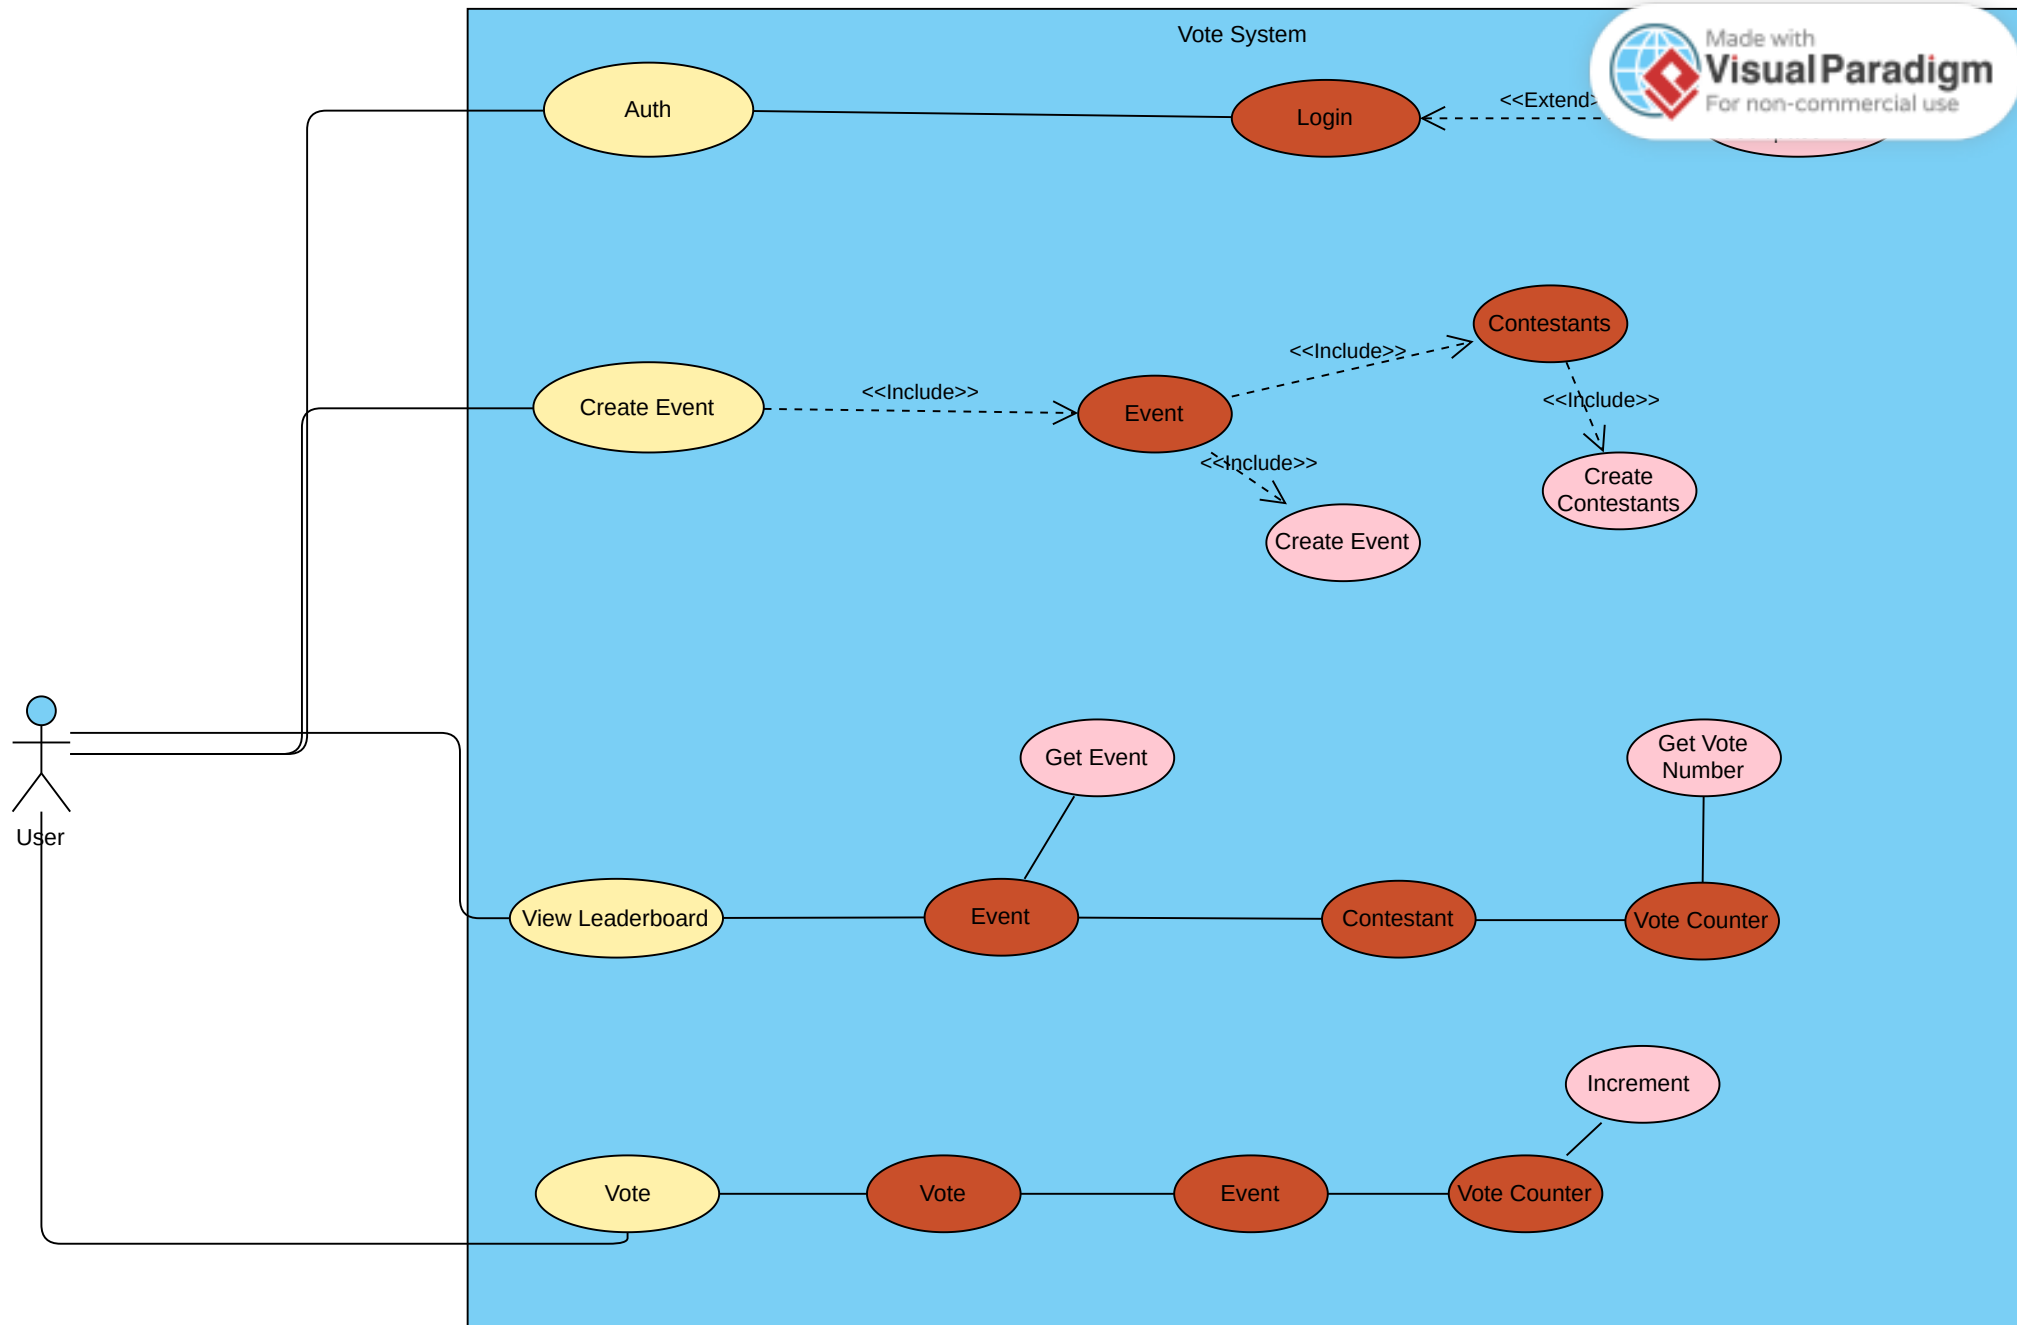 Vote System
Made with
Visual Paradigm
For non-commercial use
Auth
Login
<<Extend>
Contestants
<<Include>>
<<Include>>
<<Include>>
Create Event
Event
<<Include>>
Create
Contestants
Create Event
User
Get Event
Get Vote
Number
View Leaderboard
Event
Contestant
Vote Counter
Increment
Vote
Vote
Event
Vote Counter